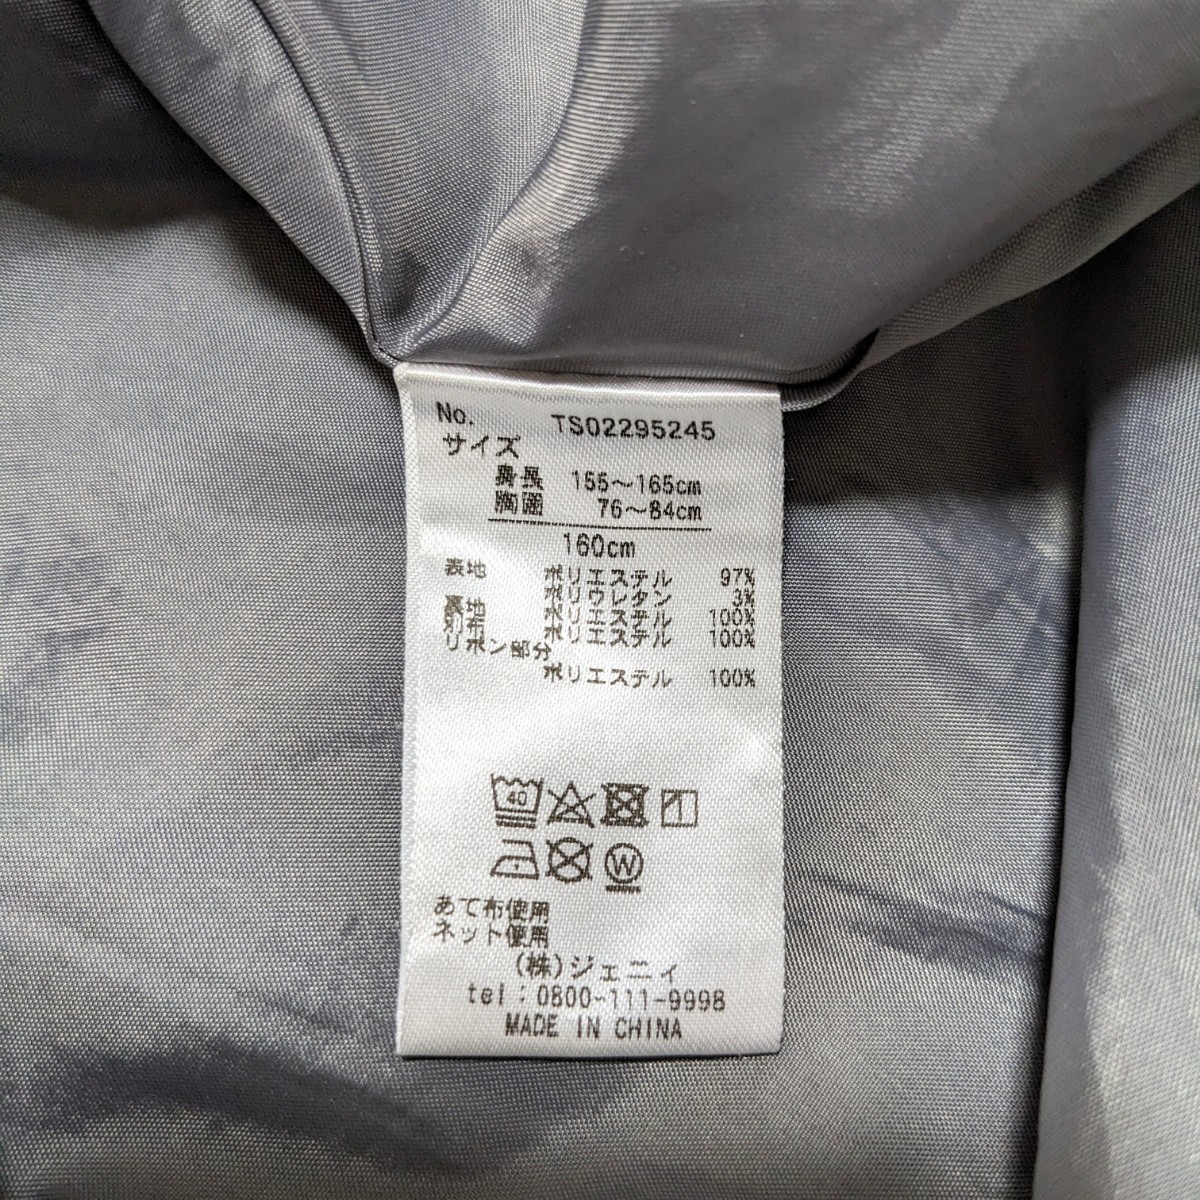 No. TS02295245
サイズ
身長 155～165cm
胸囲 76～84cm
160cm
表地 ポリエステル 97%
ポリウレタン 3%
裏地 ポリエステル 100%
別布 ポリエステル 100%
リボン部分
ポリエステル 100%
40
W
あて布使用
ネット使用
(株)ジェニィ
tel：0800-111-9998
MADE IN CHINA